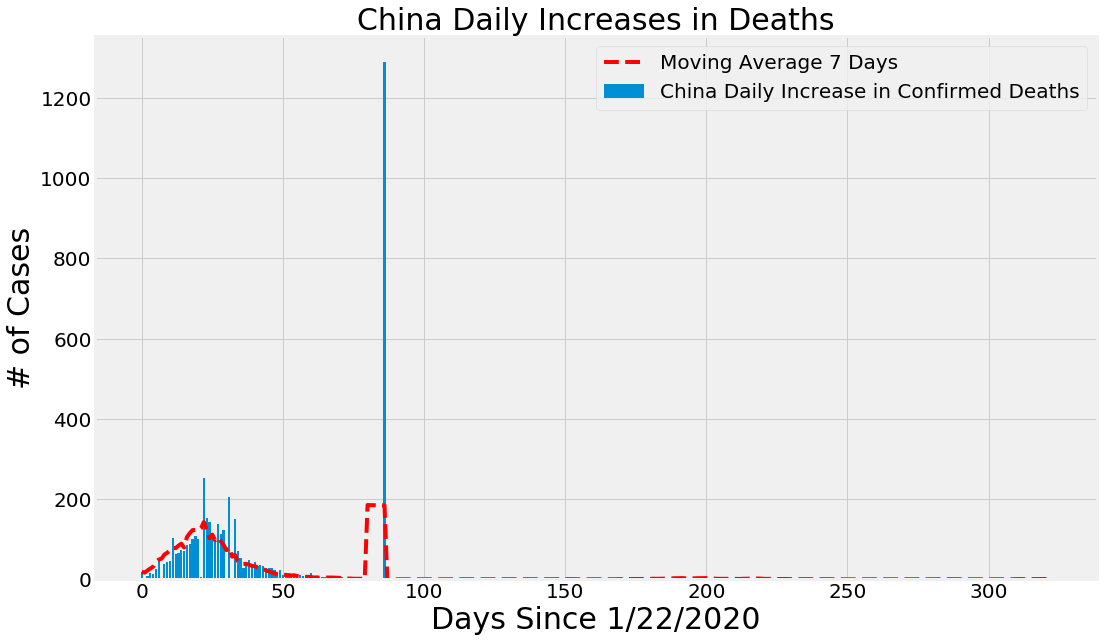 China Daily Increases in Deaths
Moving Average 7 Days
China Daily Increase in Confirmed Deaths
# of Cases
1200
1000
800
600
400
200
0
0 50 100 150 200 250 300
Days Since 1/22/2020